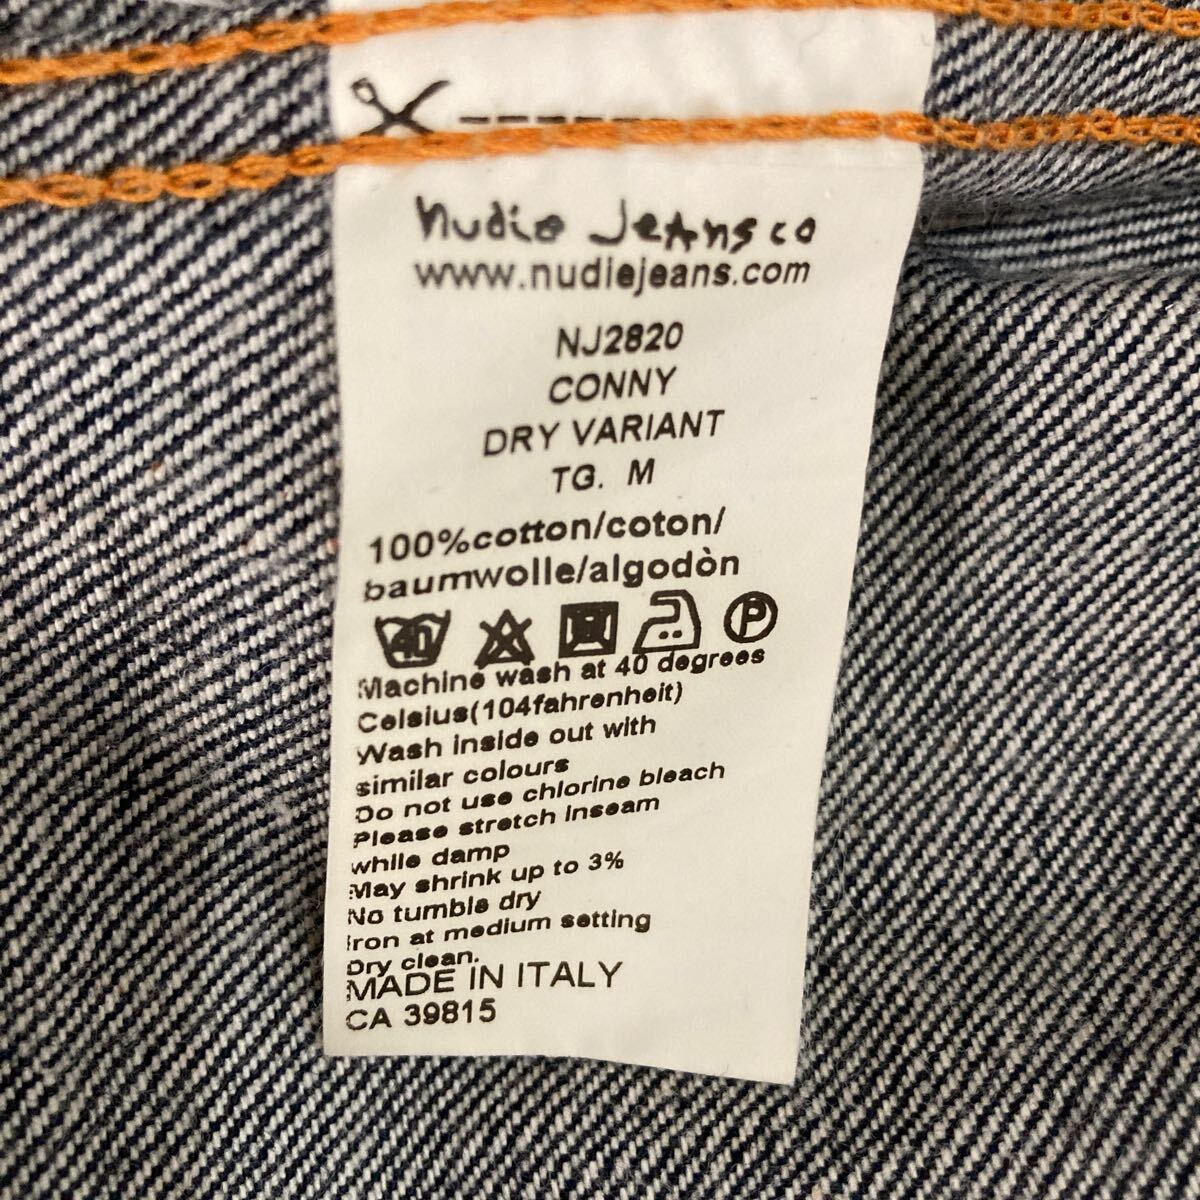 nudie Jeans co
www.nudiejeans.com
NJ2820
CONNY
DRY VARIANT
TG. M
100%cotton/coton/
baumwolle/algodòn
40 P
Machine wash at 40 degrees
Celsius(104fahrenheit)
Wash inside out with
similar colours
Do not use chlorine bleach
Please stretch inseam
while damp
May shrink up to 3%
No tumble dry
Iron at medium setting
Dry clean.
MADE IN ITALY
CA 39815